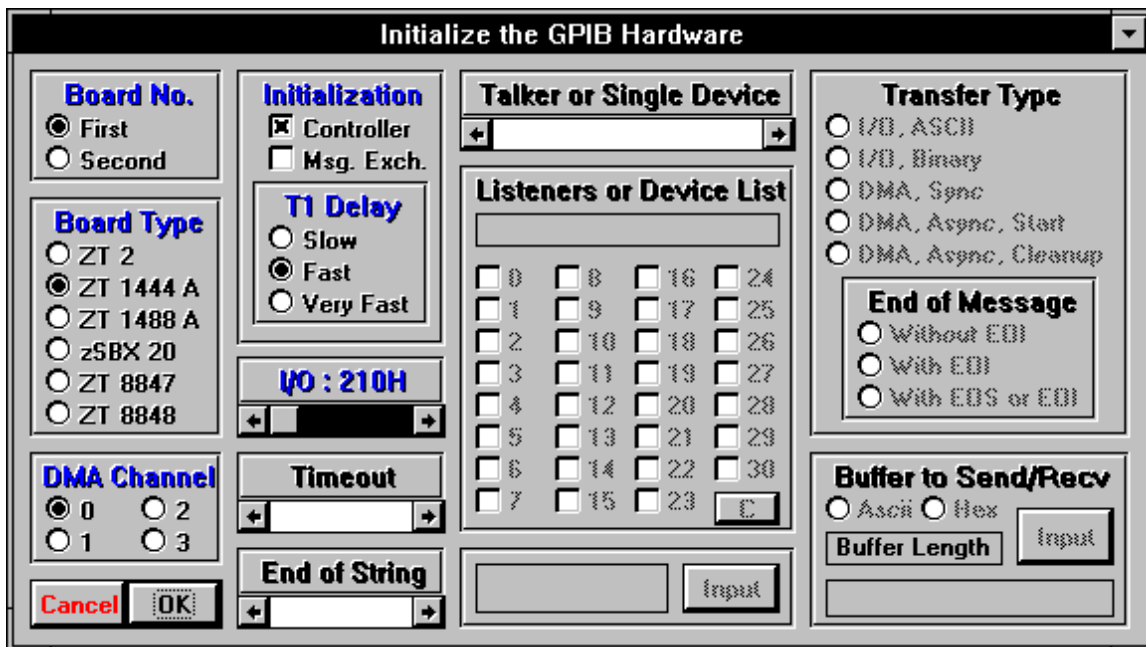 Initialize the GPIB Hardware
Board No.
First
Second
Board Type
ZT 2
ZT 1444 A
ZT 1488 A
zSBX 20
ZT 8847
ZT 8848
DMA Channel
0 2
1 3
Cancel OK
Initialization
Controller
Msg. Exch.
T1 Delay
Slow
Fast
Very Fast
I/O : 210H
Timeout
End of String
Talker or Single Device
Listeners or Device List
0 8 16 24
1 9 17 25
2 10 18 26
3 11 19 27
4 12 20 28
5 13 21 29
6 14 22 30
7 15 23 C
Input
Transfer Type
I/O, ASCII
I/O, Binary
DMA, Sync
DMA, Async, Start
DMA, Async, Cleanup
End of Message
Without EOI
With EOI
With EOS or EOI
Buffer to Send/Recv
Ascii Hex
Input
Buffer Length